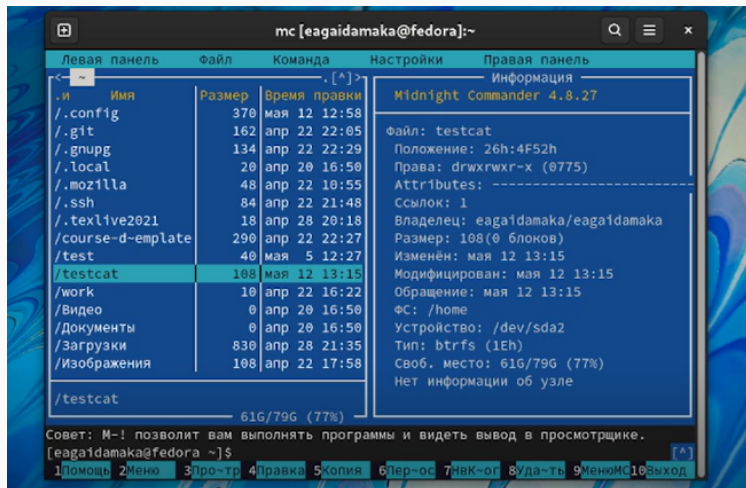 mc [eagaidamaka@fedora]:~
Левая панель Файл Команда Настройки Правая панель
<- ~ .[^]>
.и Имя Размер Время правки
/.config 370 мая 12 12:58
/.git 162 апр 22 22:05
/.gnupg 134 апр 22 22:29
/.local 20 апр 20 16:50
/.mozilla 48 апр 22 10:55
/.ssh 84 апр 22 21:48
/.texlive2021 18 апр 28 20:18
/course-d~emplate 290 апр 22 22:27
/test 40 мая 5 12:27
/testcat 108 мая 12 13:15
/work 10 апр 22 16:22
/Видео 0 апр 20 16:50
/Документы 0 апр 20 16:50
/Загрузки 830 апр 28 21:35
/Изображения 108 апр 22 17:58
/testcat
61G/79G (77%)
Информация
Midnight Commander 4.8.27
Файл: testcat
Положение: 26h:4F52h
Права: drwxrwxr-x (0775)
Attributes: ----------------------
Ссылок: 1
Владелец: eagaidamaka/eagaidamaka
Размер: 108(0 блоков)
Изменён: мая 12 13:15
Модифицирован: мая 12 13:15
Обращение: мая 12 13:15
ФС: /home
Устройство: /dev/sda2
Тип: btrfs (1Eh)
Своб. место: 61G/79G (77%)
Нет информации об узле
Совет: M-! позволит вам выполнять программы и видеть вывод в просмотрщике.
[eagaidamaka@fedora ~]$ [^]
1Помощь 2Меню 3Про~тр 4Правка 5Копия 6Пер~ос 7НвК~ог 8Уда~ть 9МенюMC 10Выход